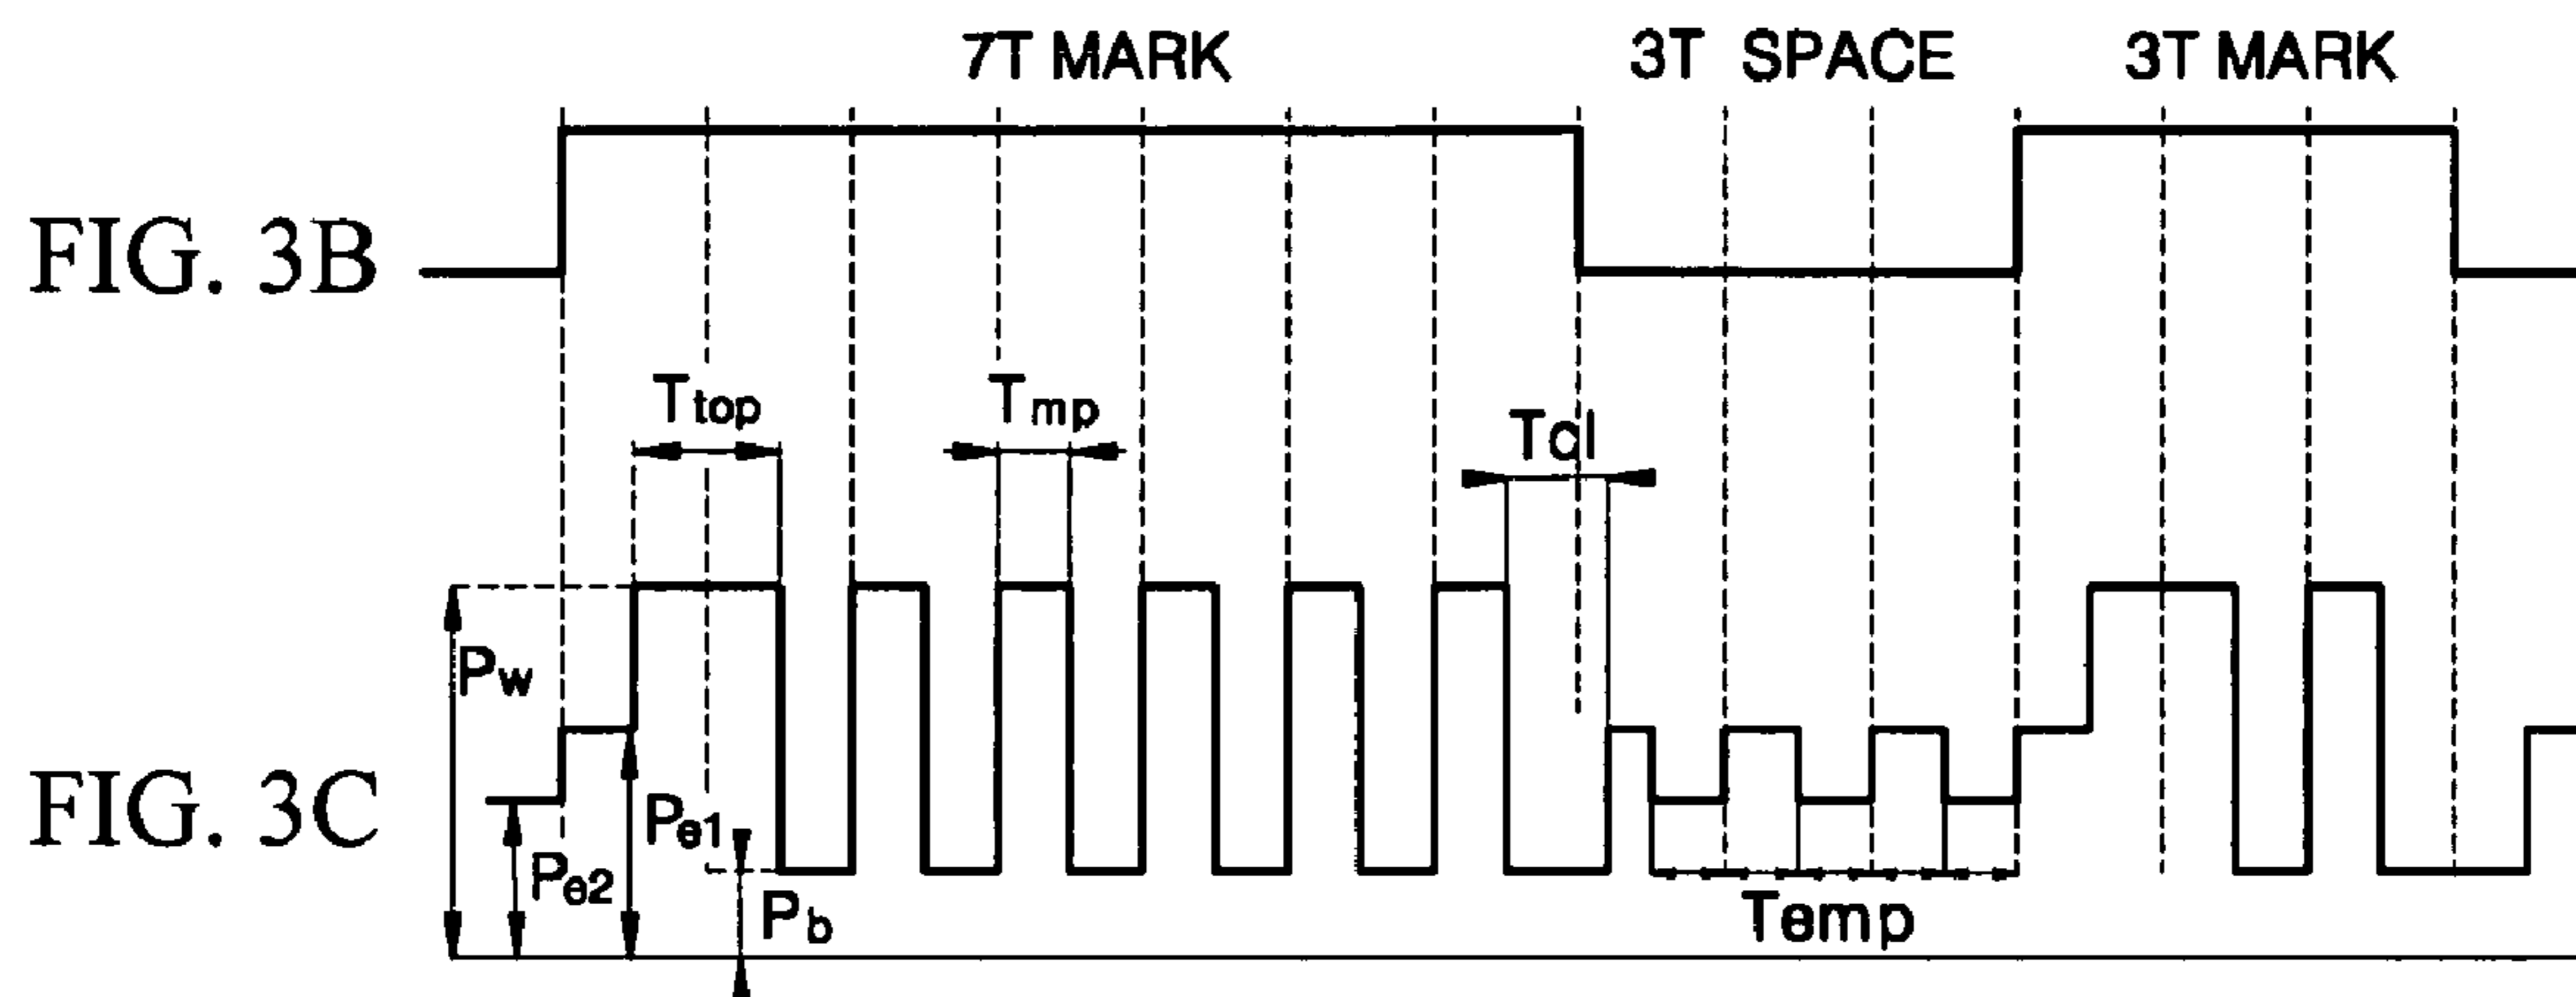 7T MARK 3T SPACE 3T MARK
FIG. 3B
Ttop Tmp Tcl
Pw
FIG. 3C
Pe2 Pe1 Pb Temp